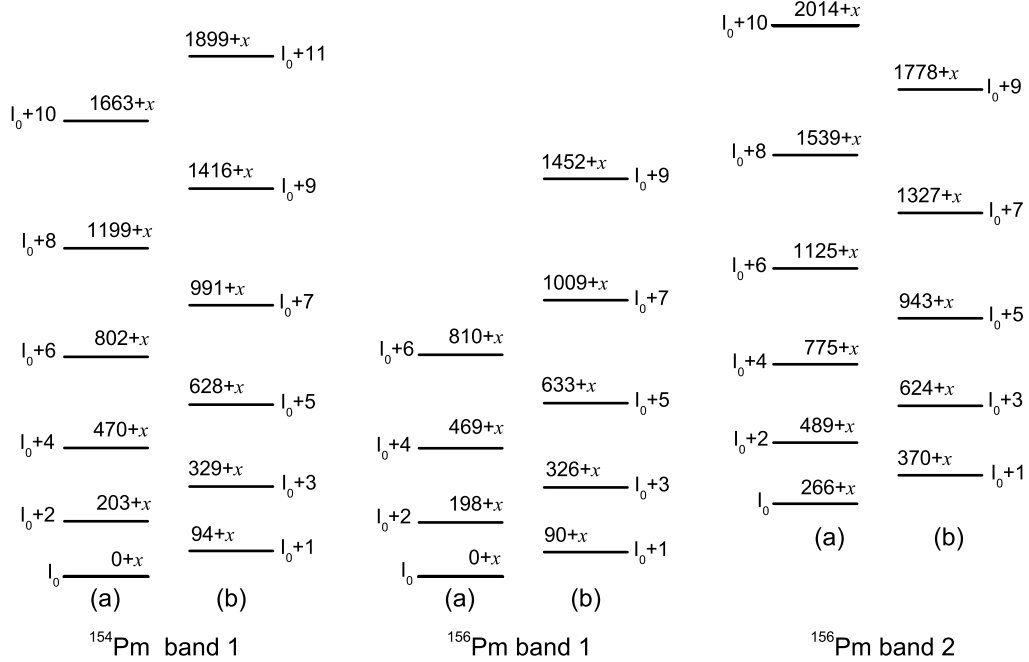 2014+x
I0+10
1899+x
I0+11
1778+x
I0+9
1663+x
I0+10
1539+x
I0+8
1452+x
I0+9
1416+x
I0+9
1327+x
I0+7
1199+x
I0+8
1125+x
I0+6
991+x
I0+7
1009+x
I0+7
943+x
I0+5
802+x
I0+6
810+x
I0+6
775+x
I0+4
628+x
I0+5
633+x
I0+5
624+x
I0+3
470+x
I0+4
469+x
I0+4
489+x
I0+2
329+x
I0+3
326+x
I0+3
370+x
I0+1
266+x
I0
203+x
I0+2
198+x
I0+2
94+x
I0+1
90+x
I0+1
(a) (b)
0+x
I0
0+x
I0
(a) (b) (a) (b)
154Pm band 1 156Pm band 1 156Pm band 2